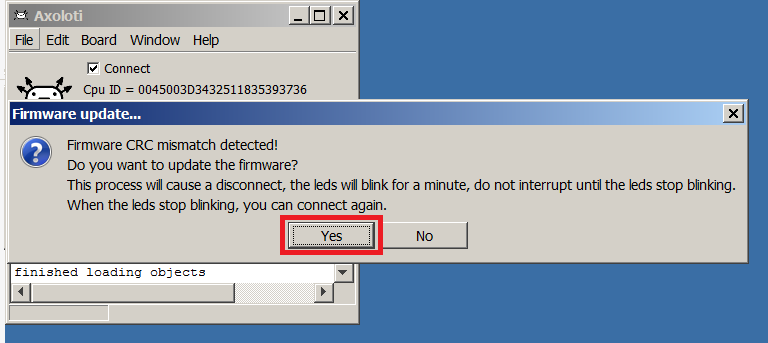 Axoloti
File Edit Board Window Help
Connect
Cpu ID = 0045003D3432511835393736
Firmware update...
Firmware CRC mismatch detected!
Do you want to update the firmware?
This process will cause a disconnect, the leds will blink for a minute, do not interrupt until the leds stop blinking.
When the leds stop blinking, you can connect again.
Yes No
finished loading objects